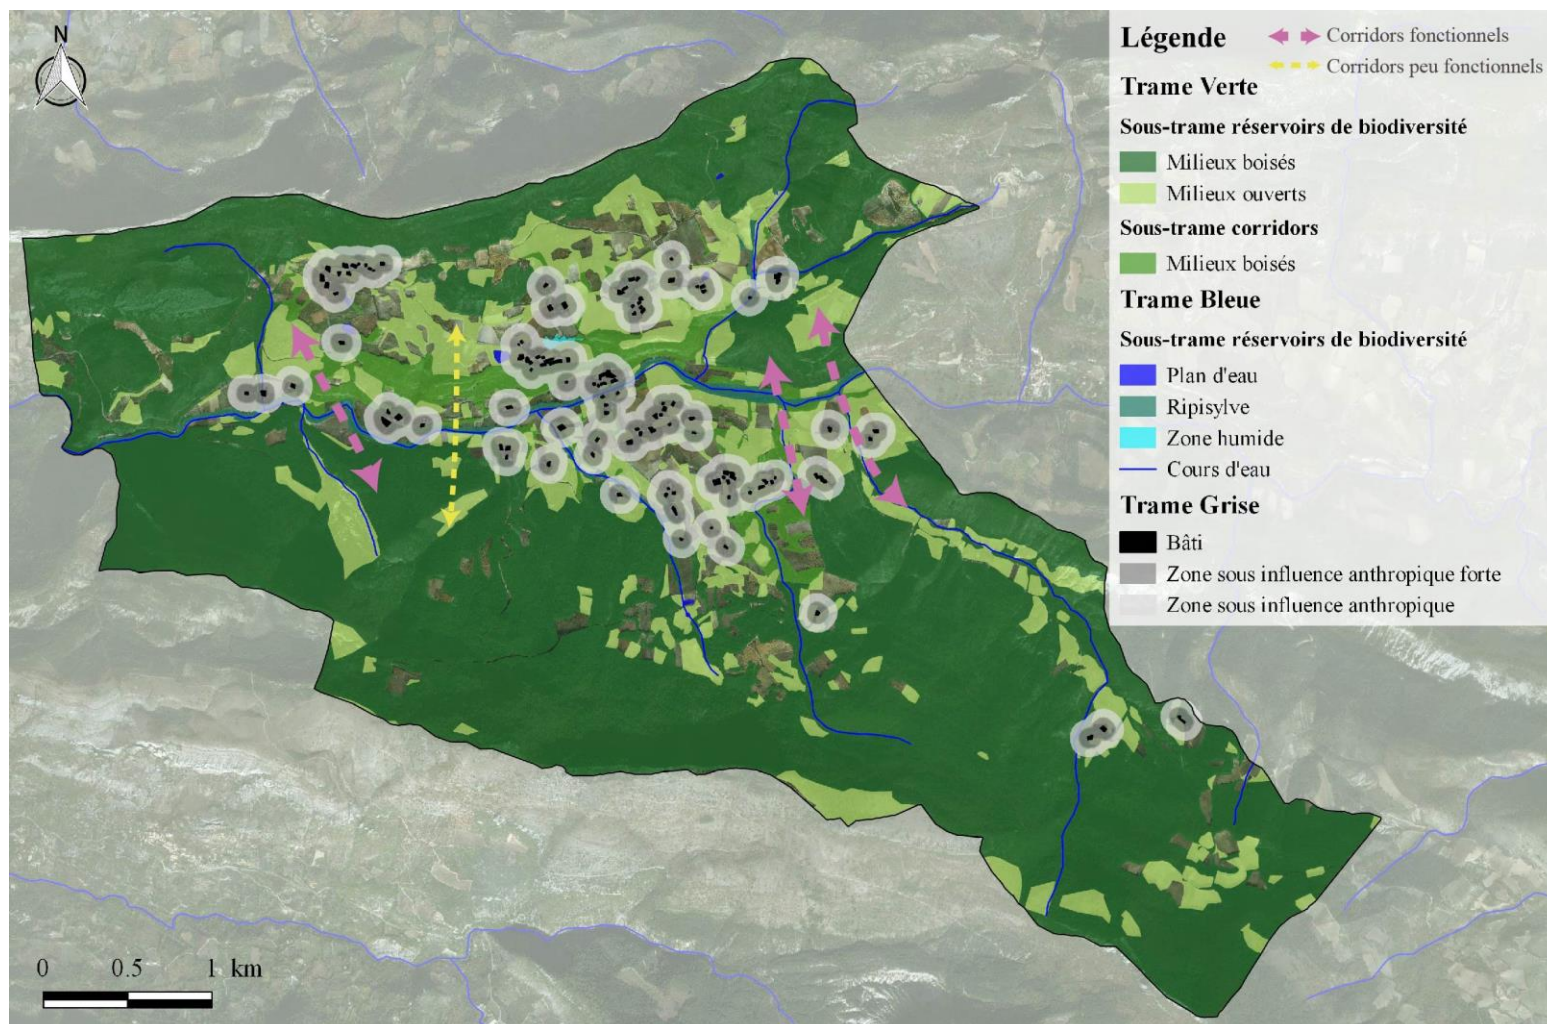 N
Légende
Corridors fonctionnels
Corridors peu fonctionnels
Trame Verte
Sous-trame réservoirs de biodiversité
Milieux boisés
Milieux ouverts
Sous-trame corridors
Milieux boisés
Trame Bleue
Sous-trame réservoirs de biodiversité
Plan d'eau
Ripisylve
Zone humide
Cours d'eau
Trame Grise
Bâti
Zone sous influence anthropique forte
Zone sous influence anthropique
0 0.5 1 km